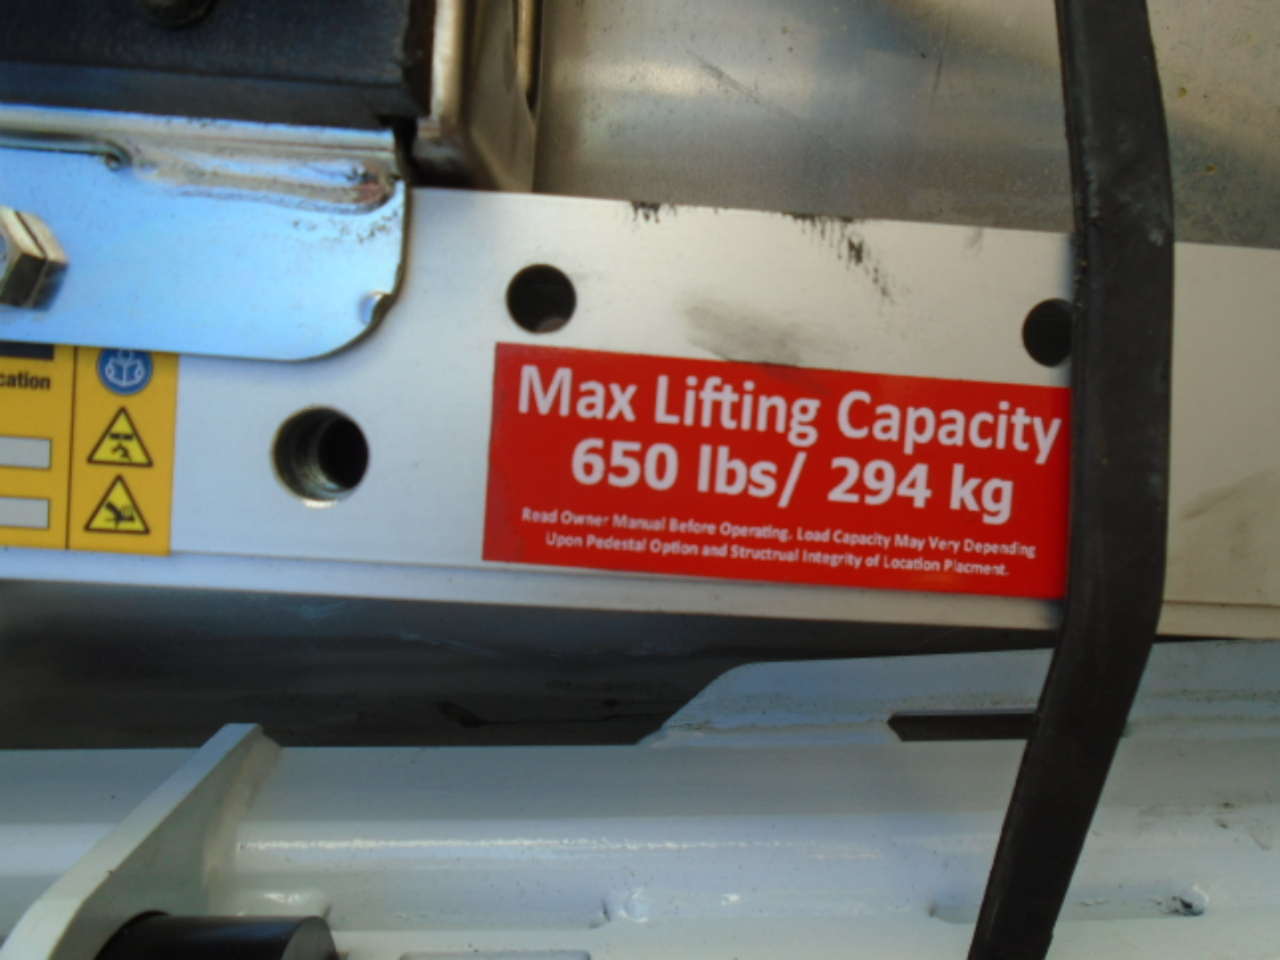 cation
Max Lifting Capacity
650 lbs/ 294 kg
Read Owner Manual Before Operating. Load Capacity May Very Depending
Upon Pedestal Option and Structrual Integrity of Location Placment.